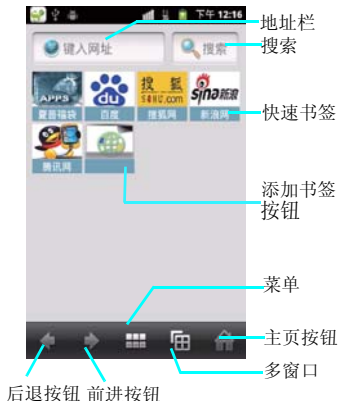 下午 12:16
地址栏
键入网址
搜索
搜索
APPS
搜狐
SOHU.com
sina新浪
夏普福袋
百度
搜狐网
新浪网
快速书签
腾讯网
添加书签
按钮
菜单
主页按钮
多窗口
后退按钮 前进按钮